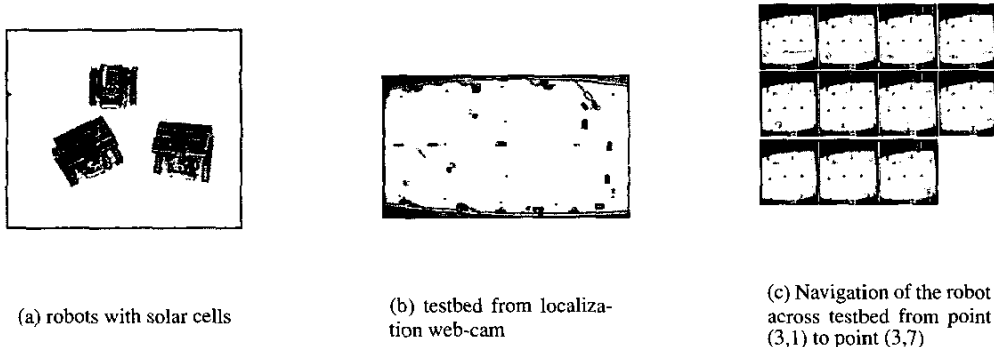 (a) robots with solar cells
(b) testbed from localiza-
tion web-cam
(c) Navigation of the robot
across testbed from point
(3,1) to point (3,7)